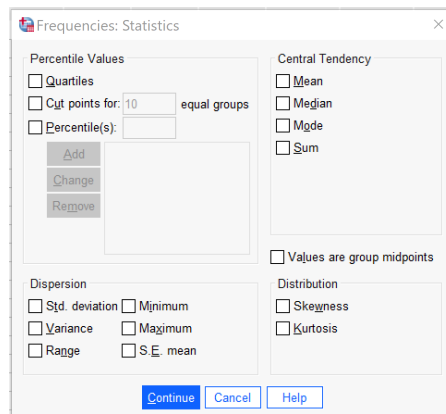 Frequencies: Statistics
Percentile Values
Quartiles
Cut points for: 10 equal groups
Percentile(s):
Add
Change
Remove
Central Tendency
Mean
Median
Mode
Sum
Values are group midpoints
Dispersion
Std. deviation Minimum
Variance Maximum
Range S.E. mean
Distribution
Skewness
Kurtosis
Continue Cancel Help